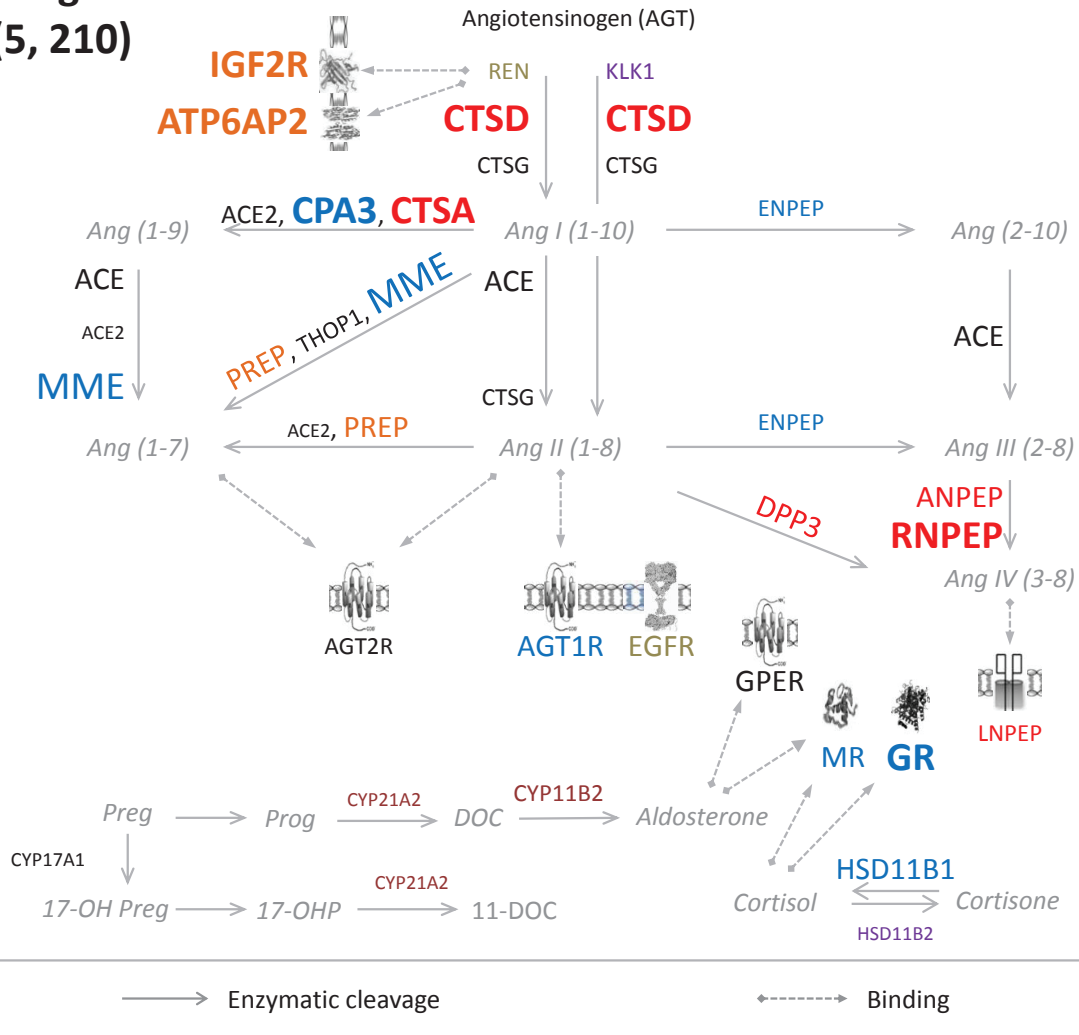 (5, 210)
Angiotensinogen (AGT)
IGF2R
REN
KLK1
ATP6AP2
CTSD
CTSD
CTSG
CTSG
ACE2, CPA3, CTSA
ENPEP
Ang (1-9)
Ang I (1-10)
Ang (2-10)
ACE
PREP, THOP1, MME
ACE
ACE2
ACE
MME
CTSG
ACE2, PREP
ENPEP
Ang (1-7)
Ang II (1-8)
Ang III (2-8)
DPP3
ANPEP
RNPEP
Ang IV (3-8)
AGT2R
AGT1R
EGFR
GPER
LNPEP
MR
GR
Preg
Prog
CYP21A2
DOC
CYP11B2
Aldosterone
CYP17A1
HSD11B1
17-OH Preg
17-OHP
CYP21A2
11-DOC
Cortisol
Cortisone
HSD11B2
Enzymatic cleavage
Binding